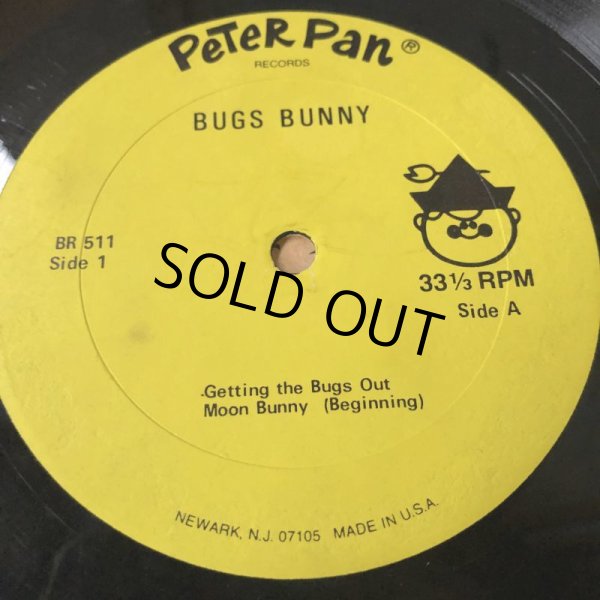 PETER PAN®
RECORDS
BUGS BUNNY
BR 511
Side 1
33⅓ RPM
Side A
SOLD OUT
-Getting the Bugs Out
Moon Bunny (Beginning)
NEWARK, N.J. 07105 MADE IN U.S.A.